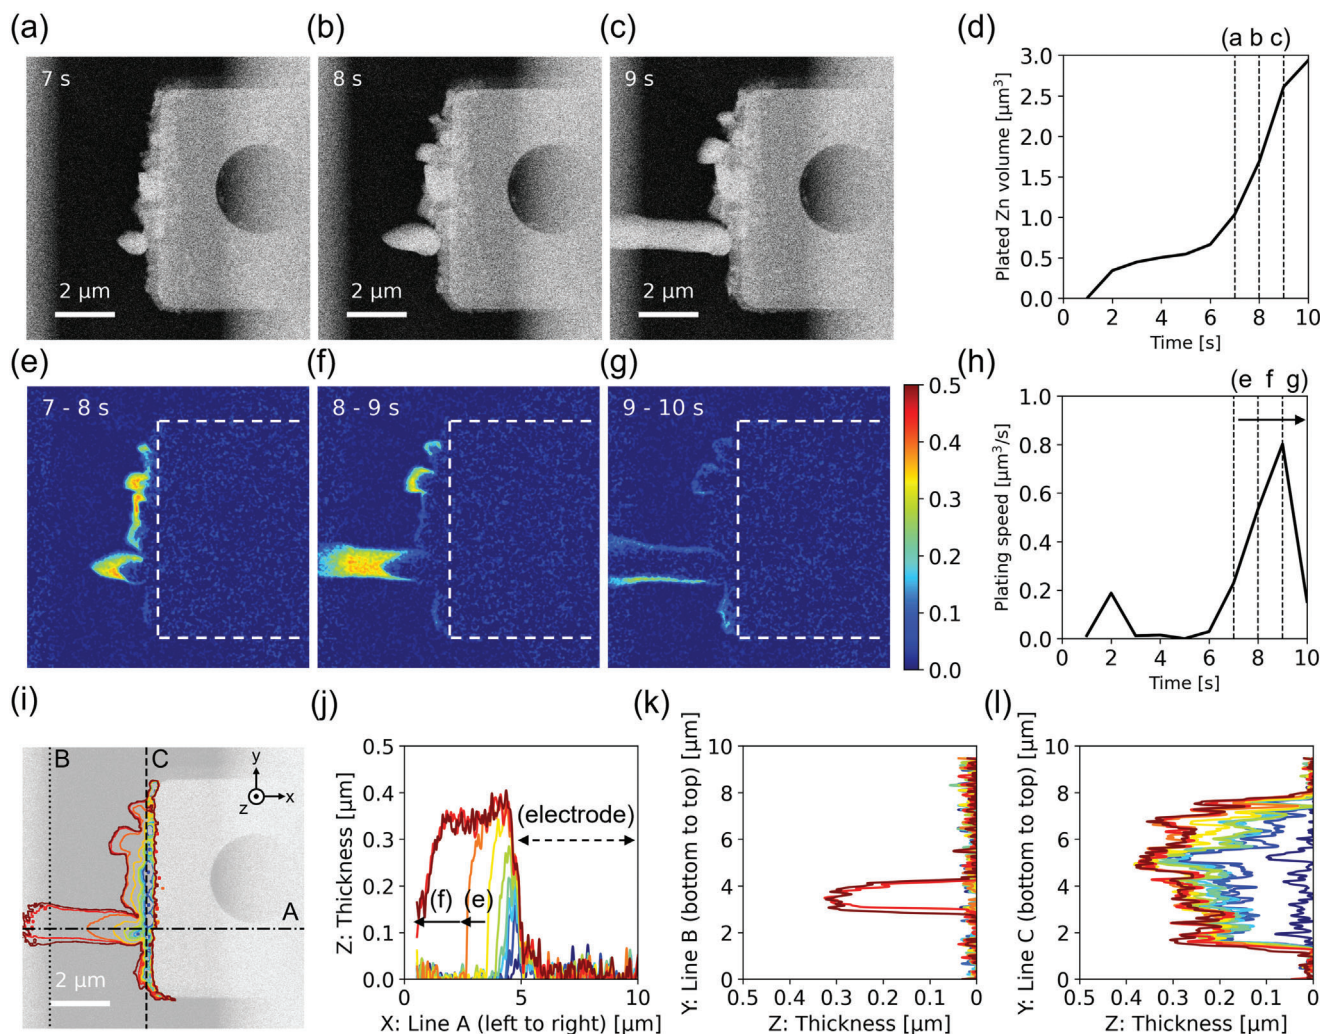 (a)
(b)
(c)
(d)
7 s
8 s
9 s
2 µm
2 µm
2 µm
(a b c)
3.0
2.5
2.0
1.5
1.0
0.5
0.0
Plated Zn volume [µm³]
0 2 4 6 8 10
Time [s]
(e)
(f)
(g)
(h)
7 - 8 s
8 - 9 s
9 - 10 s
0.5
0.4
0.3
0.2
0.1
0.0
(e f g)
1.0
0.8
0.6
0.4
0.2
0.0
Plating speed [µm³/s]
0 2 4 6 8 10
Time [s]
(i)
(j)
(k)
(l)
B
C
y
z
x
A
2 µm
0.5
0.4
0.3
0.2
0.1
0.0
Z: Thickness [µm]
(electrode)
(f)
(e)
0 5 10
X: Line A (left to right) [µm]
10
8
6
4
2
0
Y: Line B (bottom to top) [µm]
0.5 0.4 0.3 0.2 0.1 0
Z: Thickness [µm]
10
8
6
4
2
0
Y: Line C (bottom to top) [µm]
0.5 0.4 0.3 0.2 0.1 0
Z: Thickness [µm]